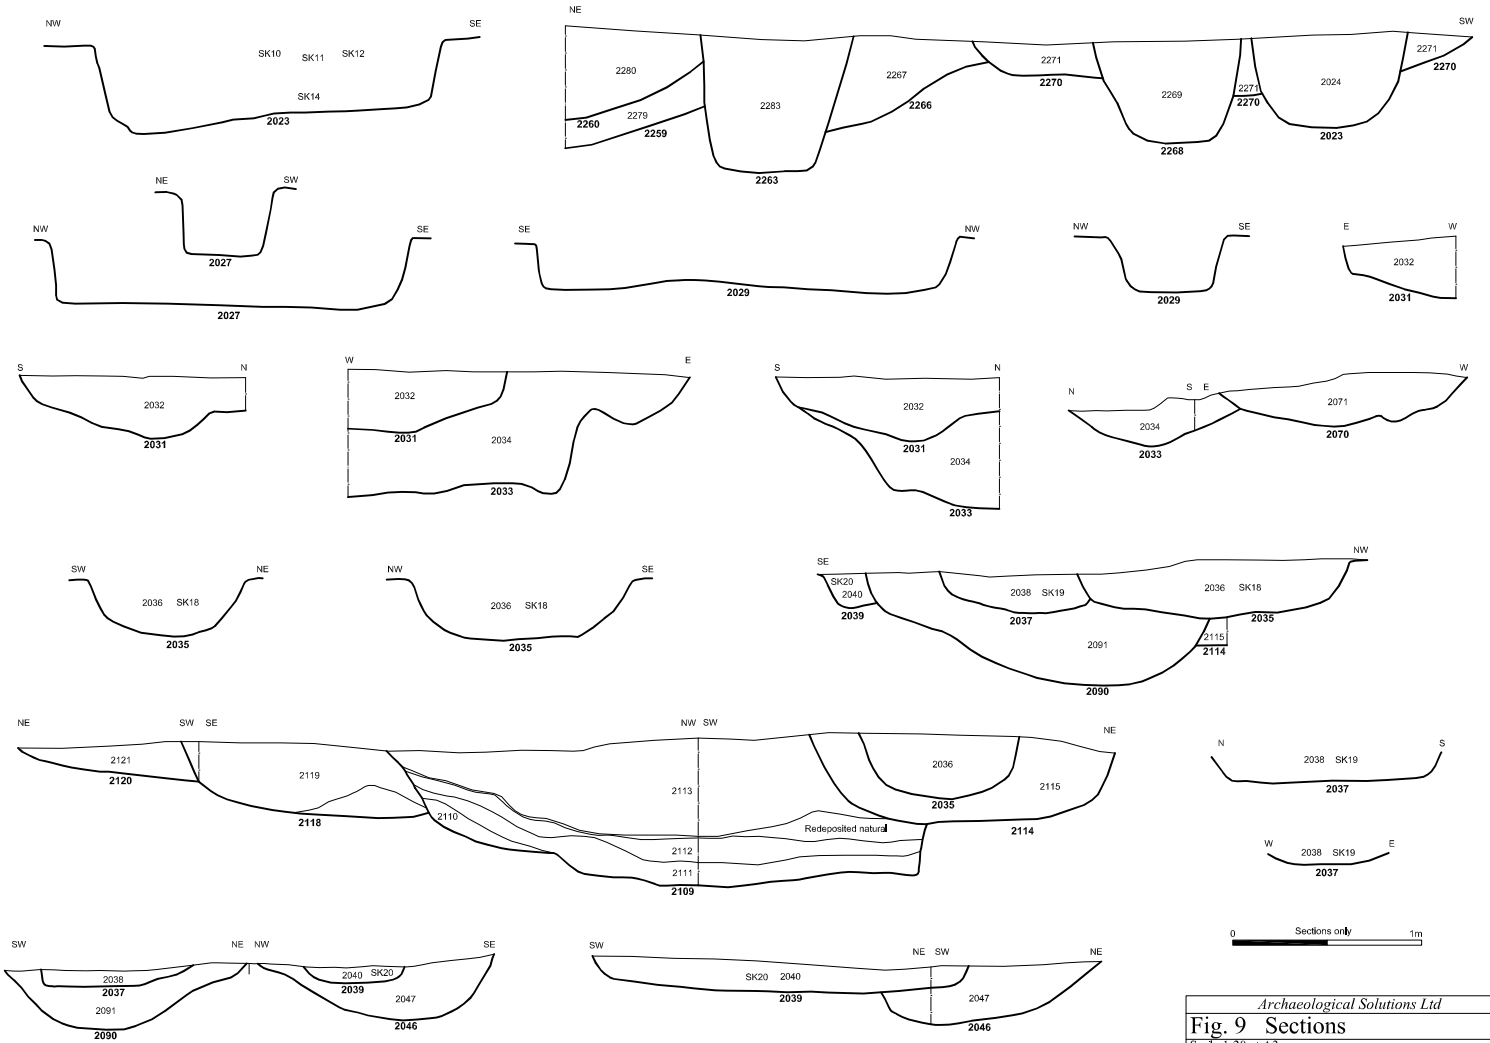 NW SE
SK10 SK11 SK12
SK14
2023
NE SW
2280 2283 2267 2271 2269 2271 2024 2271
2279
2260 2259 2263 2266 2270 2268 2270 2023 2270
NE SW
2027
NW SE
2027
SE NW
2029
NW SE
2029
E W
2032
2031
S N
2032
2031
W E
2032
2031
2034
2033
S N
2032
2031
2034
2033
N S E W
2034 2071
2033 2070
SW NE
2036 SK18
2035
NW SE
2036 SK18
2035
SE NW
SK20
2040 2038 SK19 2036 SK18
2039 2037 2035
2091 2115
2114
2090
NE SW SE NW SW NE
2121 2119 2113 2036 2115
2120 2035
2118 2110 Redeposited natural 2114
2112
2111
2109
N S
2038 SK19
2037
W E
2038 SK19
2037
SW NE NW SE
2038 2040 SK20
2037 2039
2091 2047
2090 2046
SW NE SW NE
SK20 2040
2039 2047
2046
0 Sections only 1m
Archaeological Solutions Ltd
Fig. 9 Sections